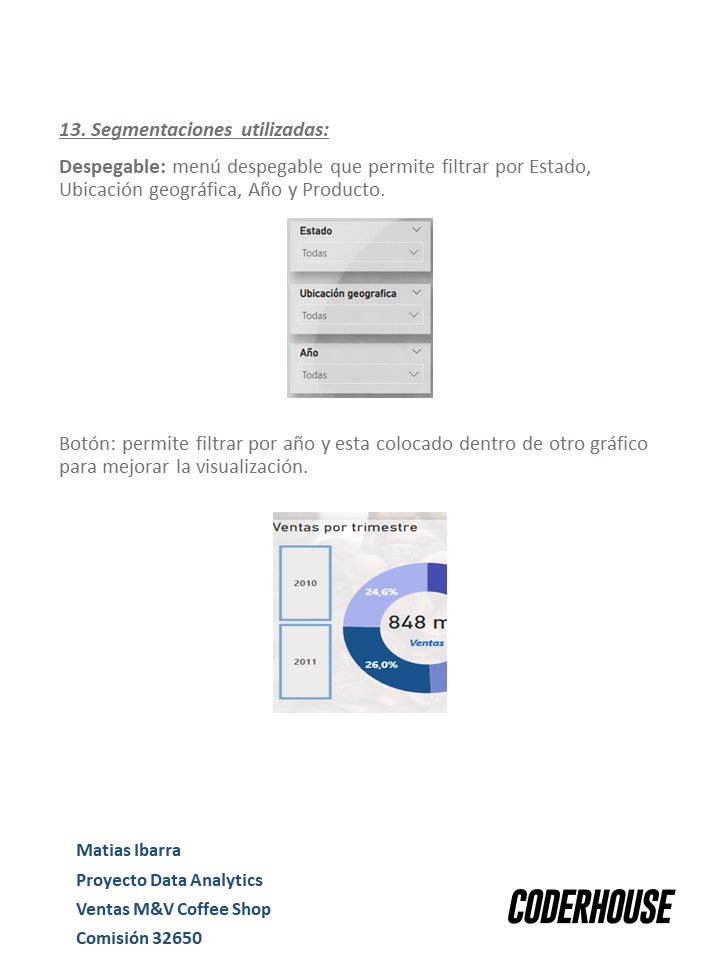 13. Segmentaciones utilizadas:
Despegable: menú despegable que permite filtrar por Estado,
Ubicación geográfica, Año y Producto.
Estado
Todas
Ubicación geografica
Todas
Año
Todas
Botón: permite filtrar por año y esta colocado dentro de otro gráfico
para mejorar la visualización.
Ventas por trimestre
2010
24,6%
848 m
Ventas
2011
26,0%
Matias Ibarra
Proyecto Data Analytics
Ventas M&V Coffee Shop
Comisión 32650
CODERHOUSE